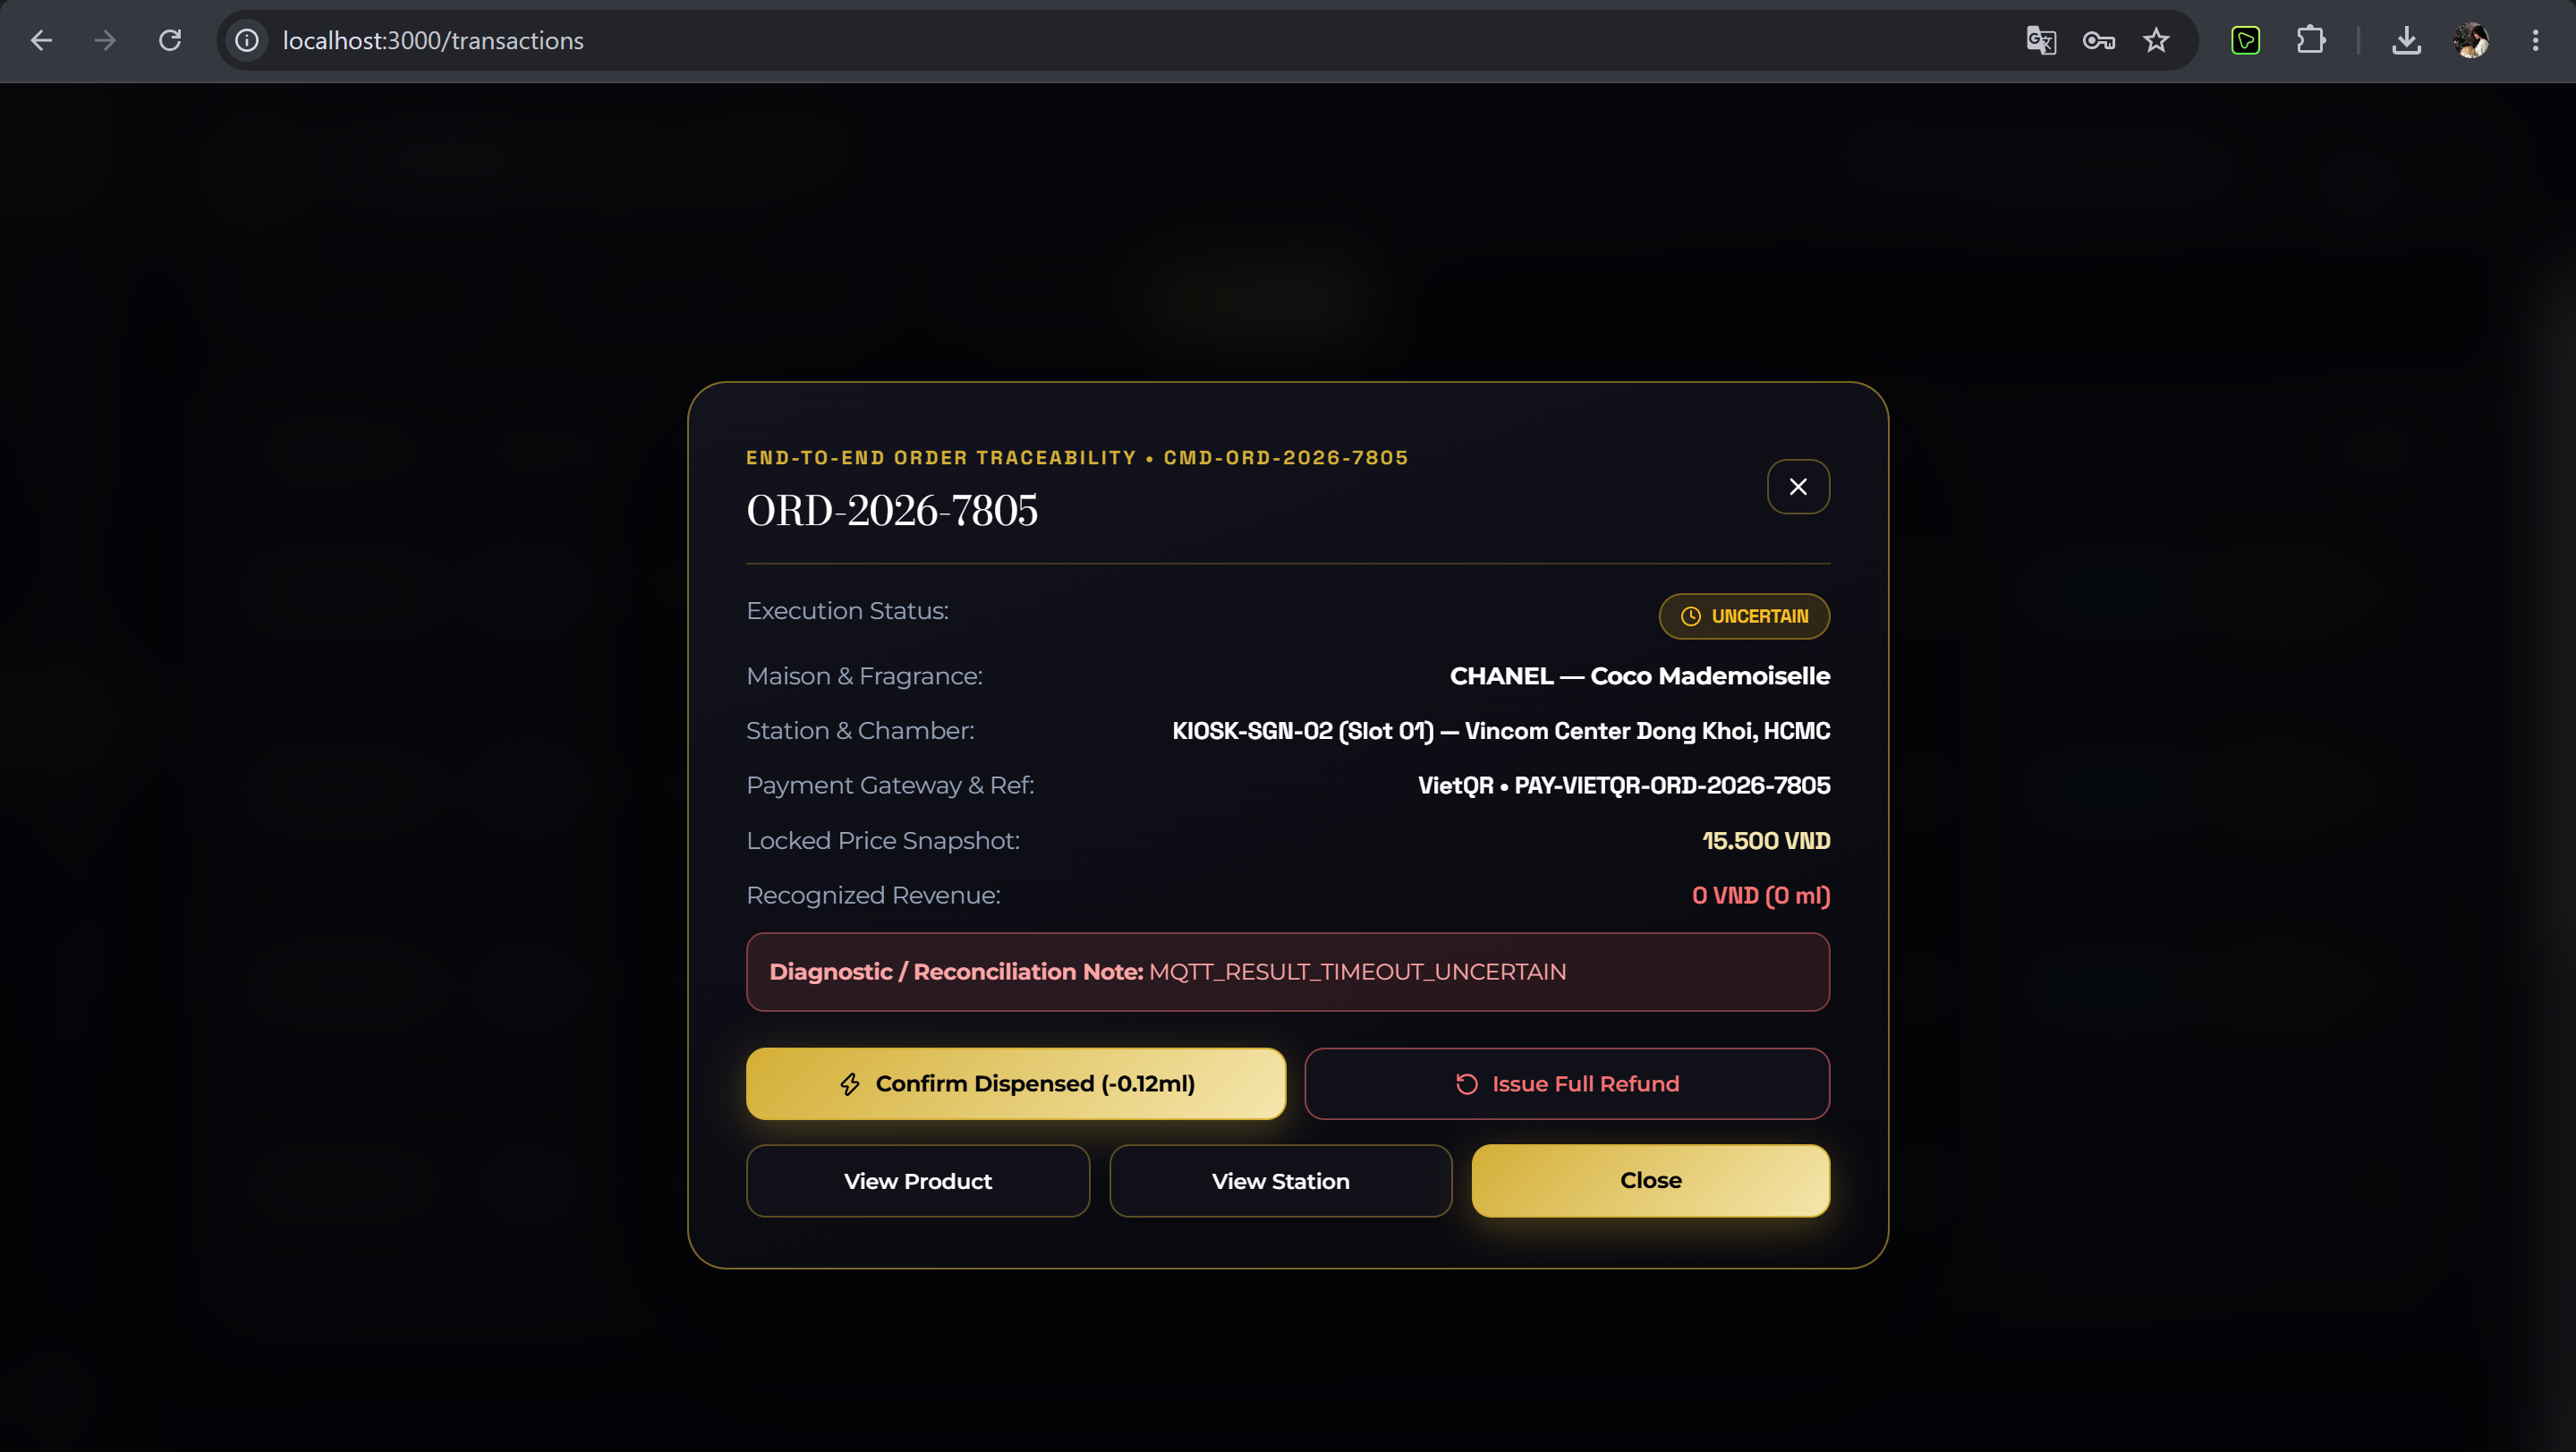 localhost:3000/transactions
END-TO-END ORDER TRACEABILITY • CMD-ORD-2026-7805
ORD-2026-7805
Execution Status: UNCERTAIN
Maison & Fragrance: CHANEL — Coco Mademoiselle
Station & Chamber: KIOSK-SGN-02 (Slot 01) — Vincom Center Dong Khoi, HCMC
Payment Gateway & Ref: VietQR • PAY-VIETQR-ORD-2026-7805
Locked Price Snapshot: 15.500 VND
Recognized Revenue: 0 VND (0 ml)
Diagnostic / Reconciliation Note: MQTT_RESULT_TIMEOUT_UNCERTAIN
Confirm Dispensed (-0.12ml) Issue Full Refund
View Product View Station Close